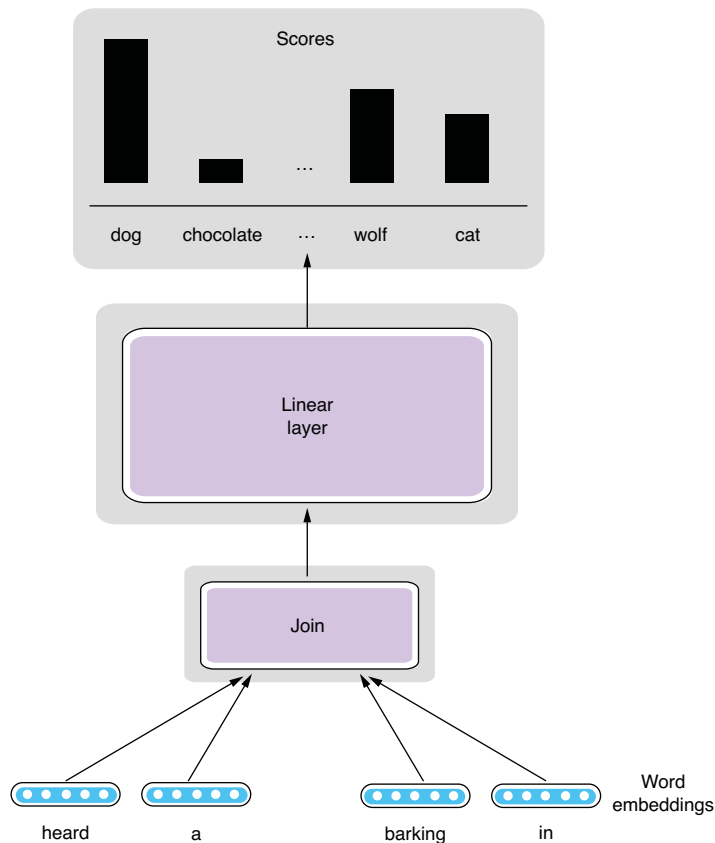 Scores
...
dog chocolate ... wolf cat
Linear
layer
Join
Word
embeddings
heard a barking in